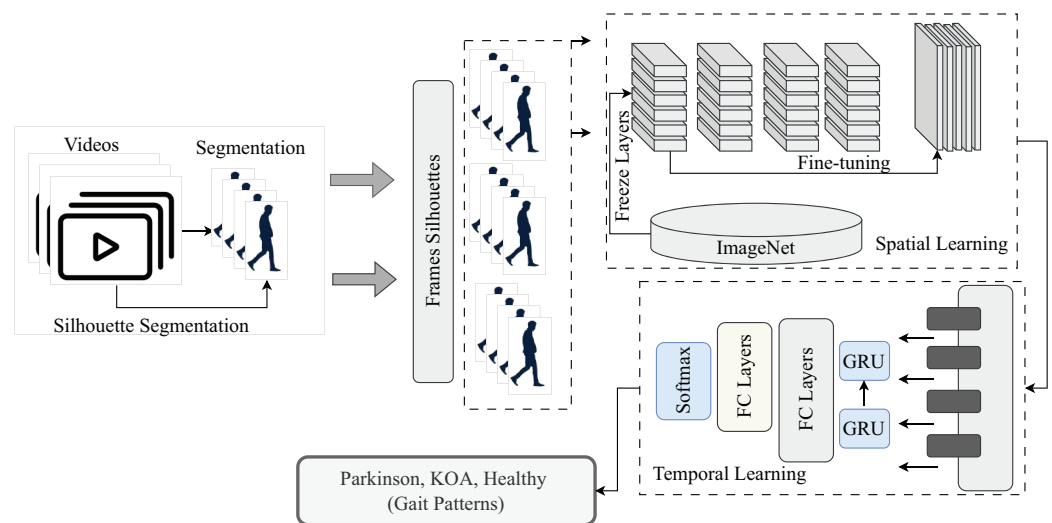 Videos
Segmentation
Silhouette Segmentation
Frames Silhouettes
Freeze Layers
Fine-tuning
ImageNet
Spatial Learning
Softmax
FC Layers
FC Layers
GRU
GRU
Temporal Learning
Parkinson, KOA, Healthy
(Gait Patterns)